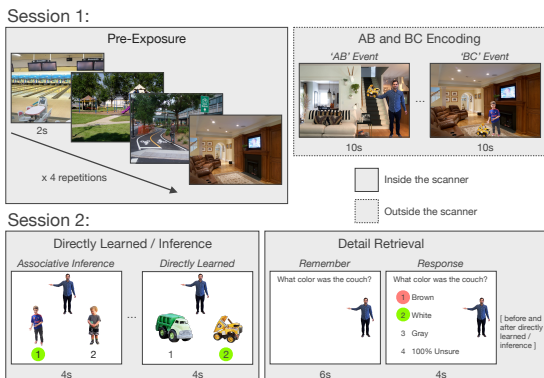 Session 1:
Pre-Exposure
2s
x 4 repetitions
AB and BC Encoding
'AB' Event
'BC' Event
...
10s
10s
Inside the scanner
Outside the scanner
Session 2:
Directly Learned / Inference
Associative Inference
Directly Learned
...
1
2
1
2
4s
4s
Detail Retrieval
Remember
Response
What color was the couch?
What color was the couch?
1 Brown
2 White
3 Gray
4 100% Unsure
6s
4s
[ before and
after directly
learned /
inference ]